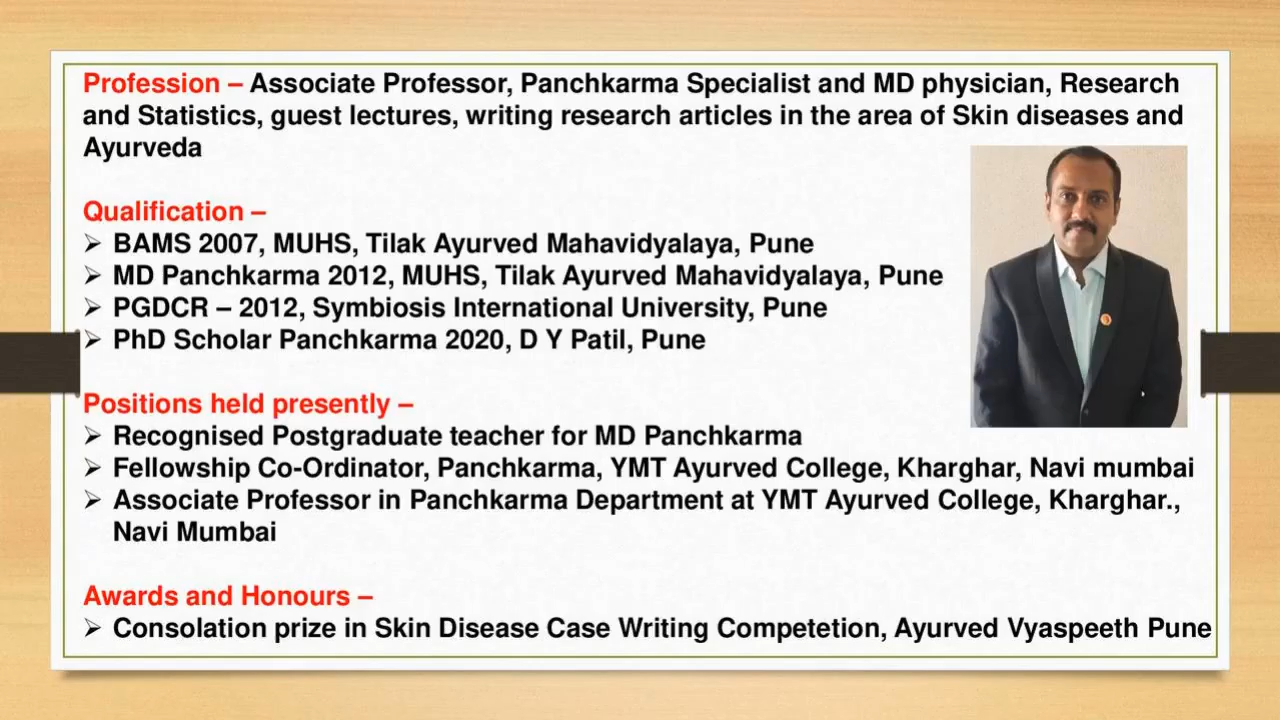 Profession – Associate Professor, Panchkarma Specialist and MD physician, Research
and Statistics, guest lectures, writing research articles in the area of Skin diseases and
Ayurveda
Qualification –
➢ BAMS 2007, MUHS, Tilak Ayurved Mahavidyalaya, Pune
➢ MD Panchkarma 2012, MUHS, Tilak Ayurved Mahavidyalaya, Pune
➢ PGDCR – 2012, Symbiosis International University, Pune
➢ PhD Scholar Panchkarma 2020, D Y Patil, Pune
Positions held presently –
➢ Recognised Postgraduate teacher for MD Panchkarma
➢ Fellowship Co-Ordinator, Panchkarma, YMT Ayurved College, Kharghar, Navi mumbai
➢ Associate Professor in Panchkarma Department at YMT Ayurved College, Kharghar.,
Navi Mumbai
Awards and Honours –
➢ Consolation prize in Skin Disease Case Writing Competetion, Ayurved Vyaspeeth Pune